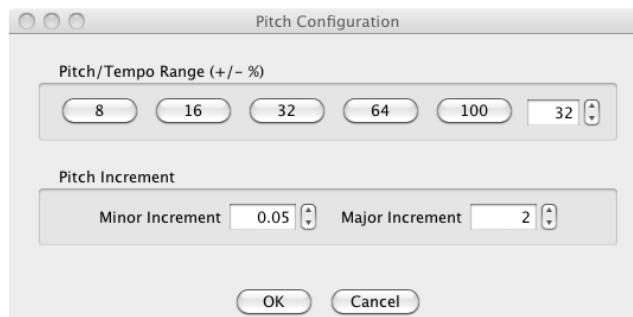 Pitch Configuration
Pitch/Tempo Range (+/- %)
8 16 32 64 100 32
Pitch Increment
Minor Increment 0.05 Major Increment 2
OK Cancel